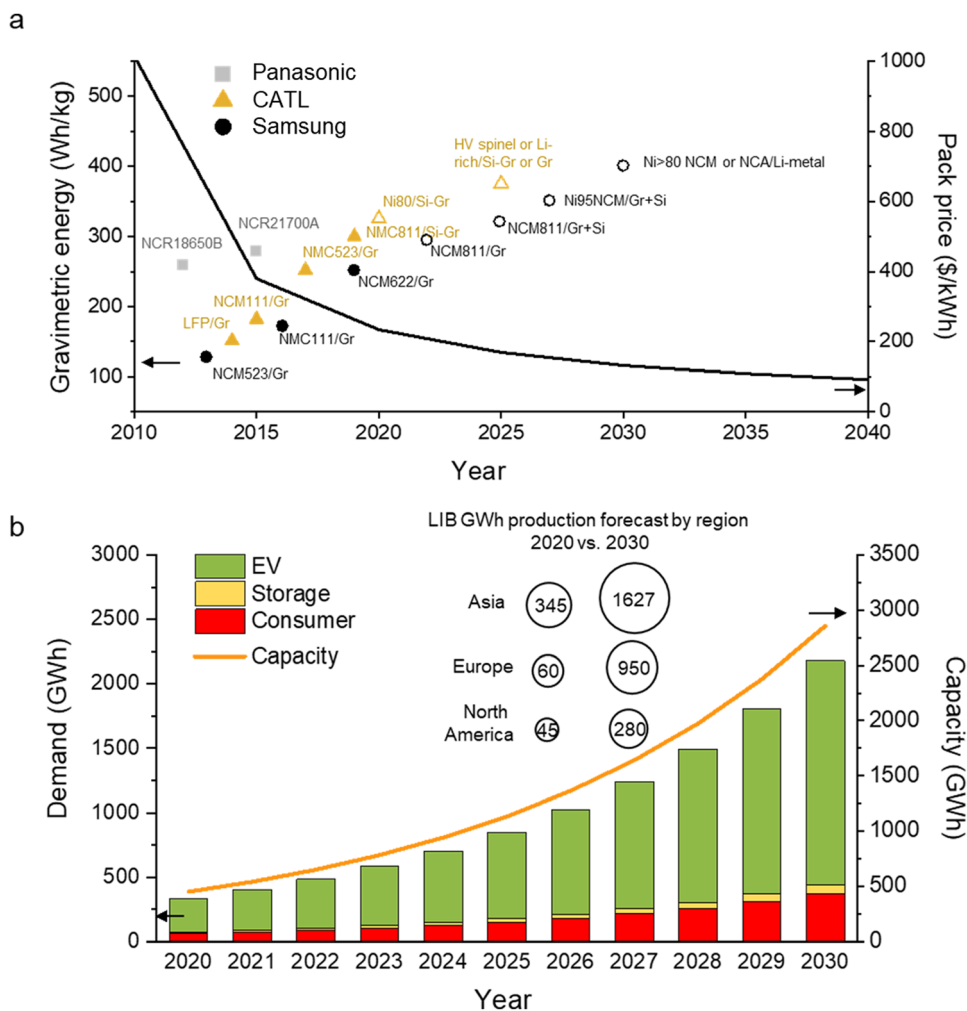 a
Panasonic
CATL
Samsung
Gravimetric energy (Wh/kg)
500
400
300
200
100
1000
800
600
400
200
0
Pack price ($/kWh)
HV spinel or Li-
rich/Si-Gr or Gr
Ni>80 NCM or NCA/Li-metal
Ni80/Si-Gr
Ni95NCM/Gr+Si
NCR21700A
NMC811/Si-Gr
NCM811/Gr+Si
NCR18650B
NMC523/Gr
NCM811/Gr
NCM622/Gr
NCM111/Gr
LFP/Gr
NMC111/Gr
NCM523/Gr
2010
2015
2020
2025
2030
2035
2040
Year
b
LIB GWh production forecast by region
2020 vs. 2030
EV
Storage
Consumer
Capacity
Asia
345
1627
Europe
60
950
North
America
45
280
Demand (GWh)
3000
2500
2000
1500
1000
500
0
3500
3000
2500
2000
1500
1000
500
0
Capacity (GWh)
2020
2021
2022
2023
2024
2025
2026
2027
2028
2029
2030
Year